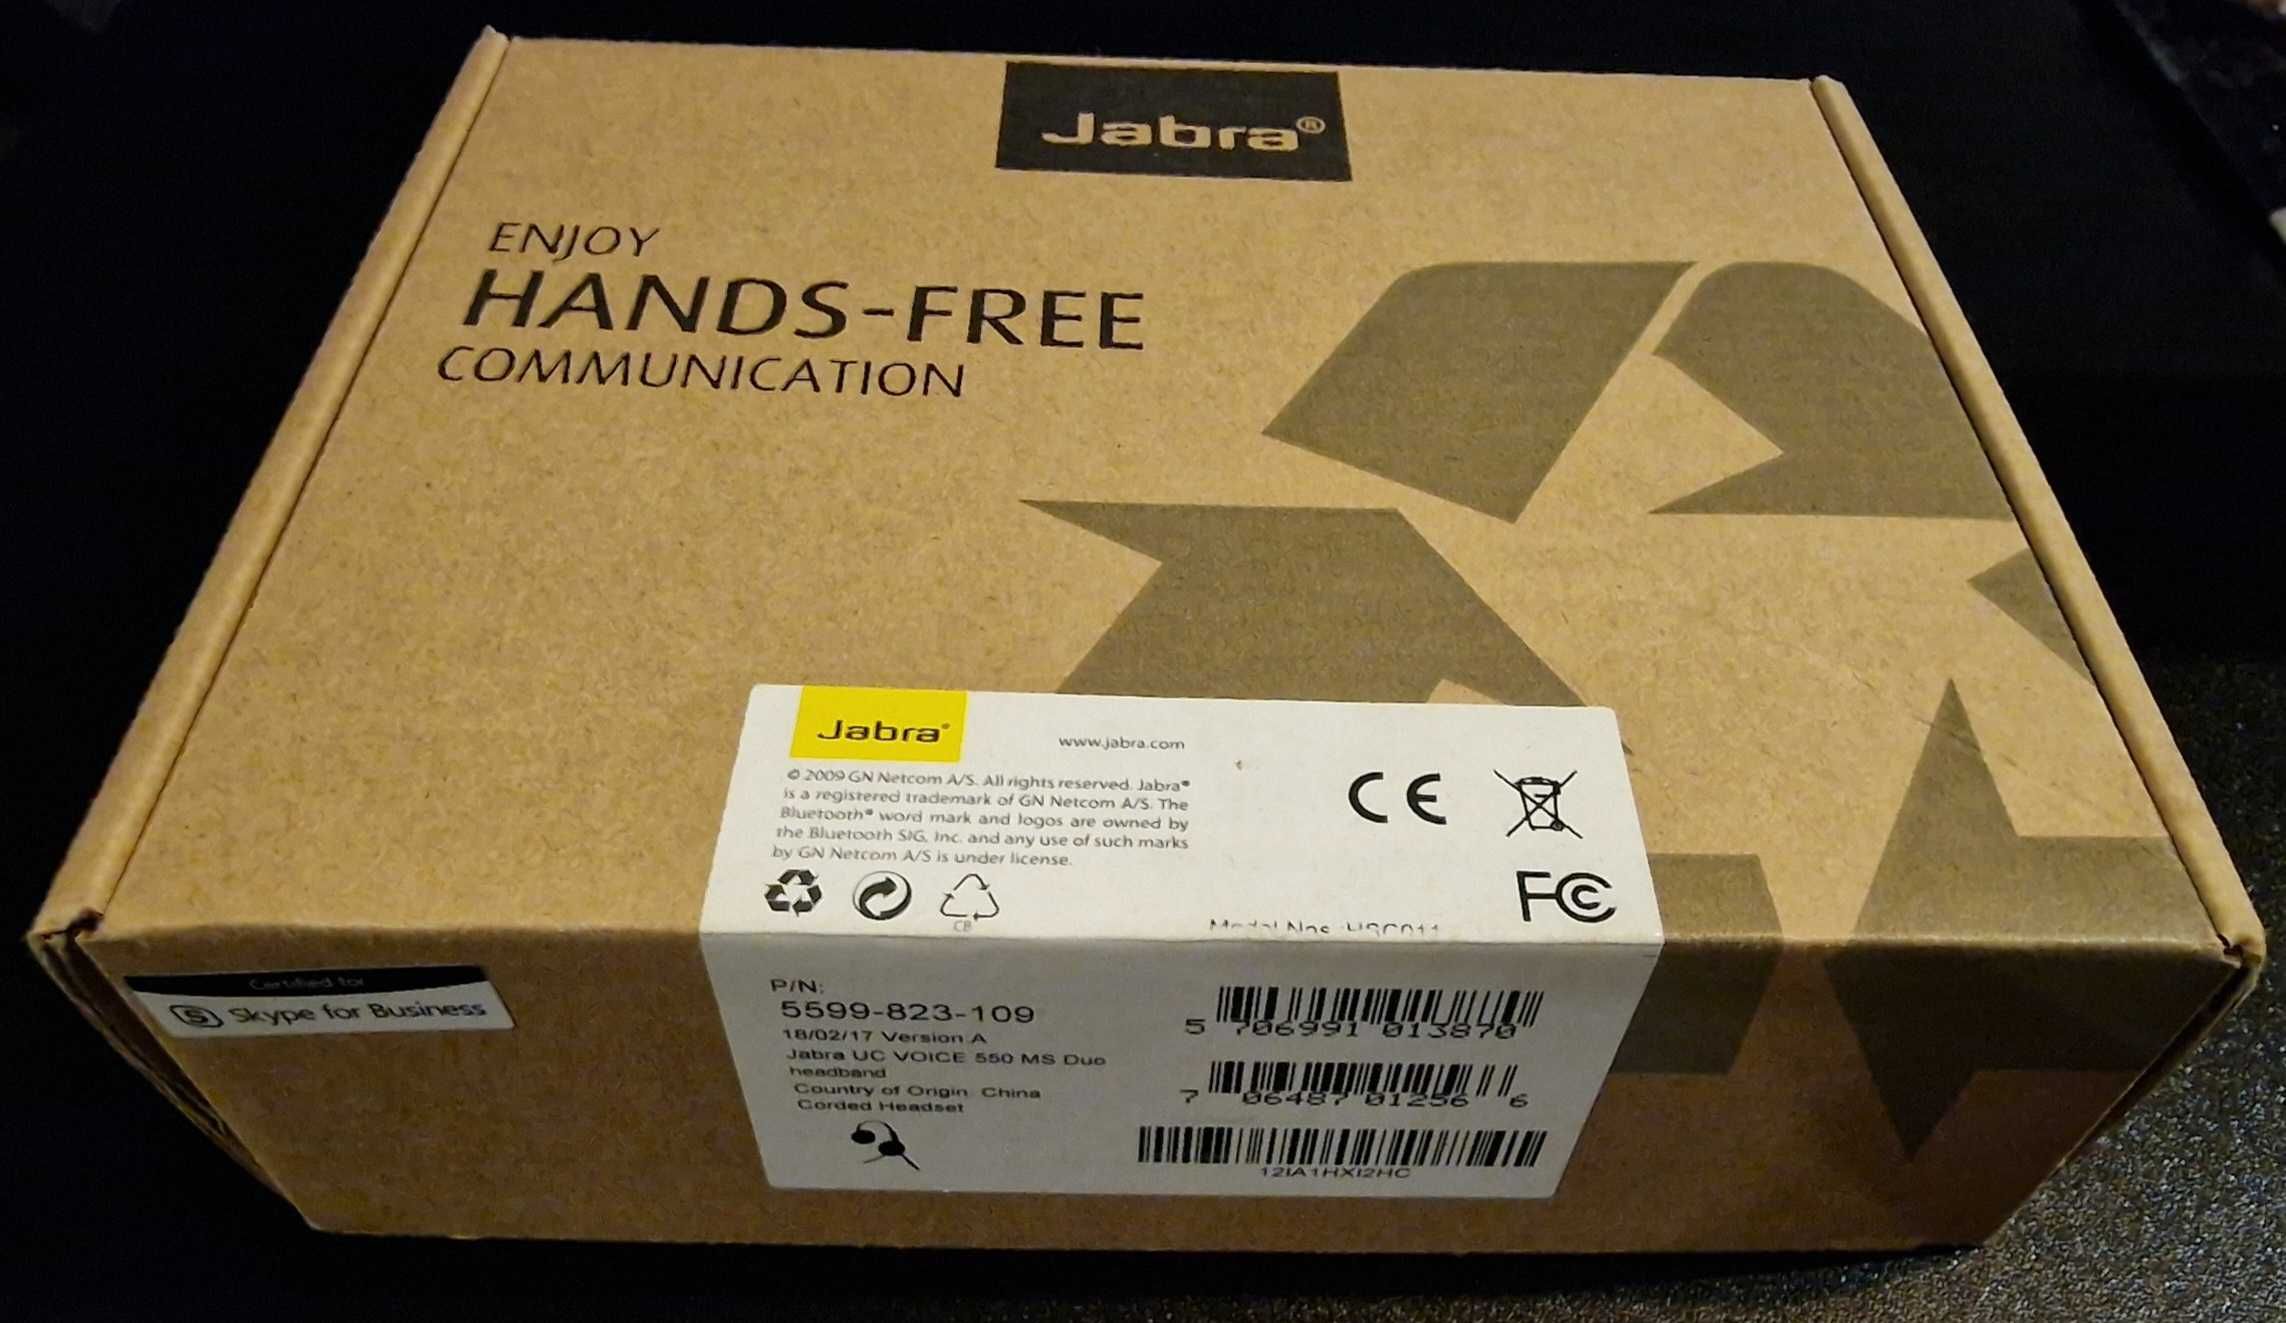 Jabra®
ENJOY
HANDS-FREE
COMMUNICATION
Jabra®
www.jabra.com
© 2009 GN Netcom A/S. All rights reserved. Jabra®
is a registered trademark of GN Netcom A/S. The
Bluetooth® word mark and logos are owned by
the Bluetooth SIG, Inc. and any use of such marks
by GN Netcom A/S is under license.
CE
FC
CB
Model Nos
Certified for
S Skype for Business
P/N:
5599-823-109
18/02/17 Version A
Jabra UC VOICE 550 MS Duo
headband
Country of Origin China
Corded Headset
5 706991 013870
7 06487 01256 6
12IA1HXI2HC